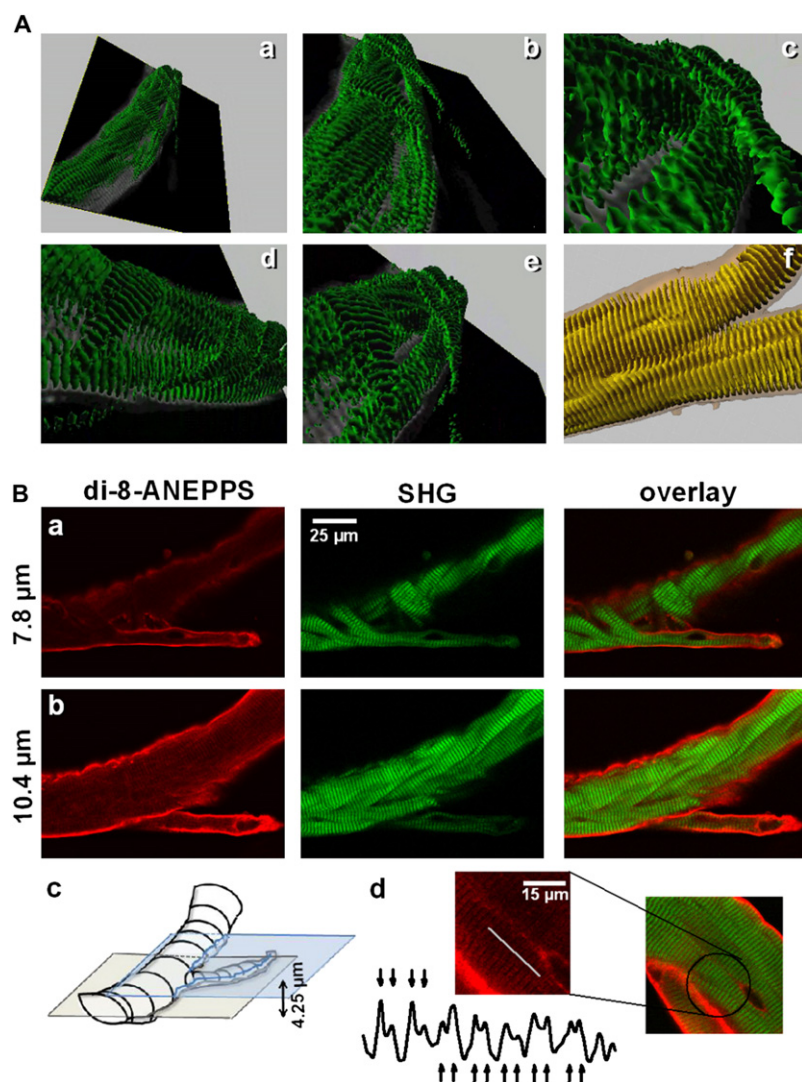 A
a
b
c
d
e
f
B
di-8-ANEPPS
SHG
overlay
a
7.8 µm
25 µm
b
10.4 µm
c
4.25 µm
d
15 µm